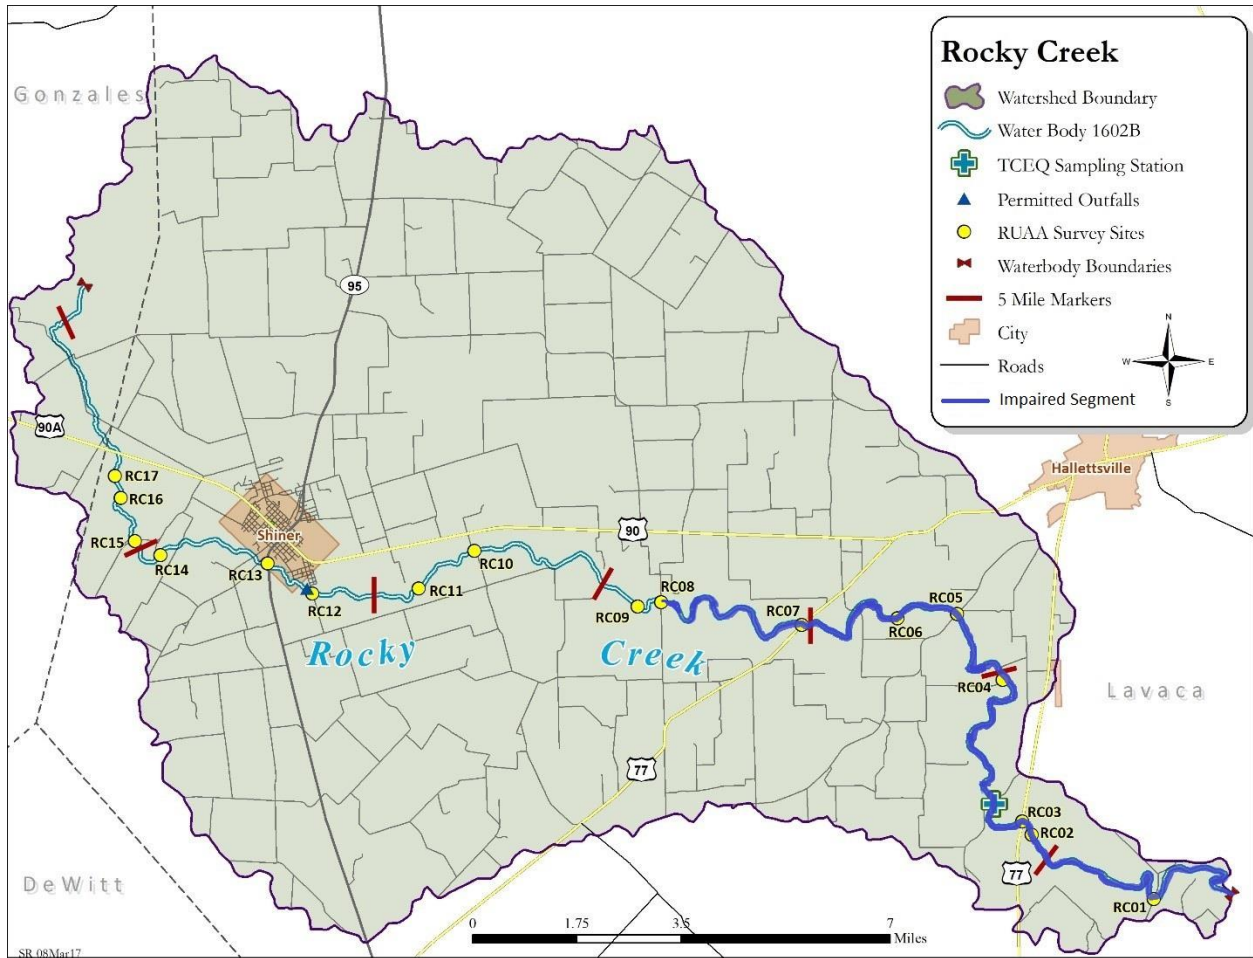 Rocky Creek
Watershed Boundary
Water Body 1602B
TCEQ Sampling Station
Permitted Outfalls
RUAA Survey Sites
Waterbody Boundaries
5 Mile Markers
City
Roads
Impaired Segment
N
W E
S
Gonzales
95
90A
Hallettsville
RC17
RC16
Shiner
90
RC15
RC14
RC13
RC10
RC12
RC11
RC09
RC08
RC07
RC06
RC05
Rocky Creek
RC04
Lavaca
77
RC03
RC02
77
DeWitt
RC01
0 1.75 3.5 7
Miles
SR 08Mar17